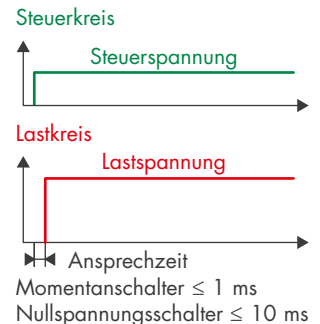 Steuerkreis
Steuerspannung
Lastkreis
Lastspannung
Ansprechzeit
Momentanschalter ≤ 1 ms
Nullspannungsschalter ≤ 10 ms